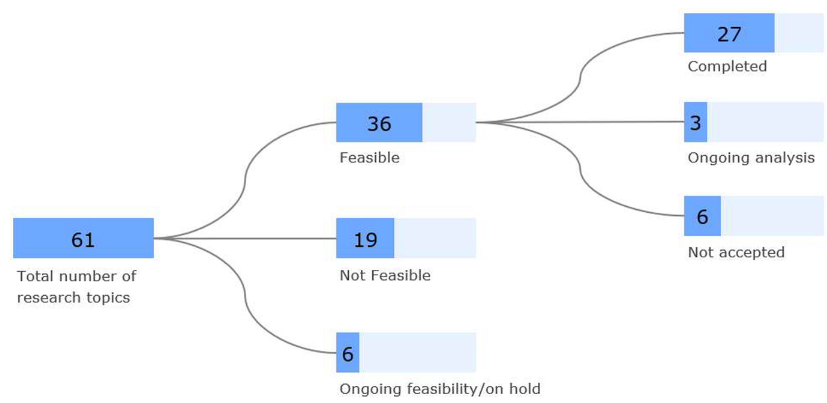 61
Total number of
research topics
36
Feasible
19
Not Feasible
6
Ongoing feasibility/on hold
27
Completed
3
Ongoing analysis
6
Not accepted